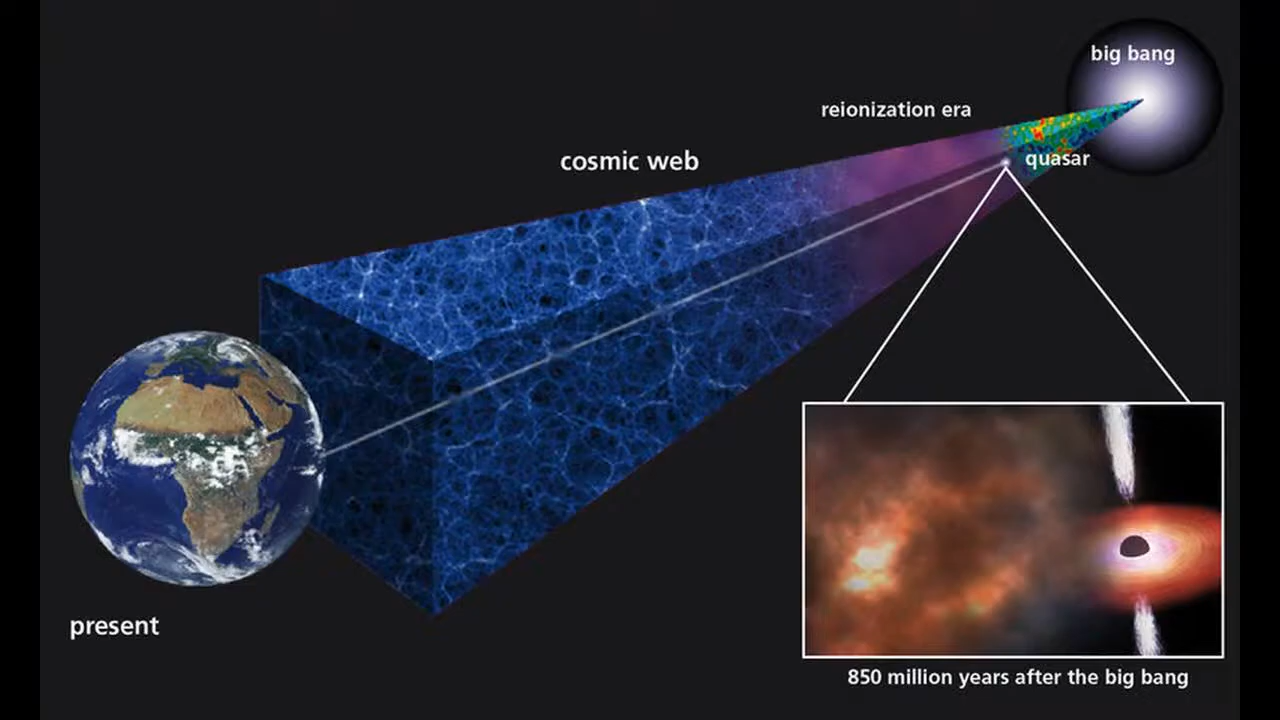 big bang
reionization era
cosmic web
quasar
present
850 million years after the big bang